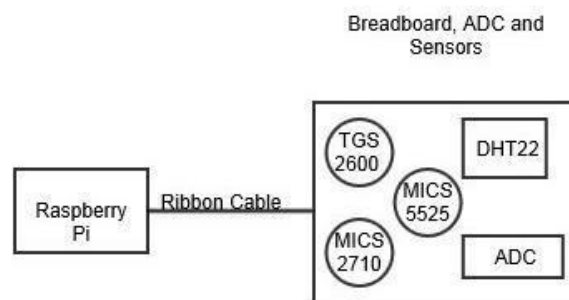 Breadboard, ADC and
Sensors
TGS
2600
DHT22
MICS
5525
Raspberry
Pi
Ribbon Cable
MICS
2710
ADC